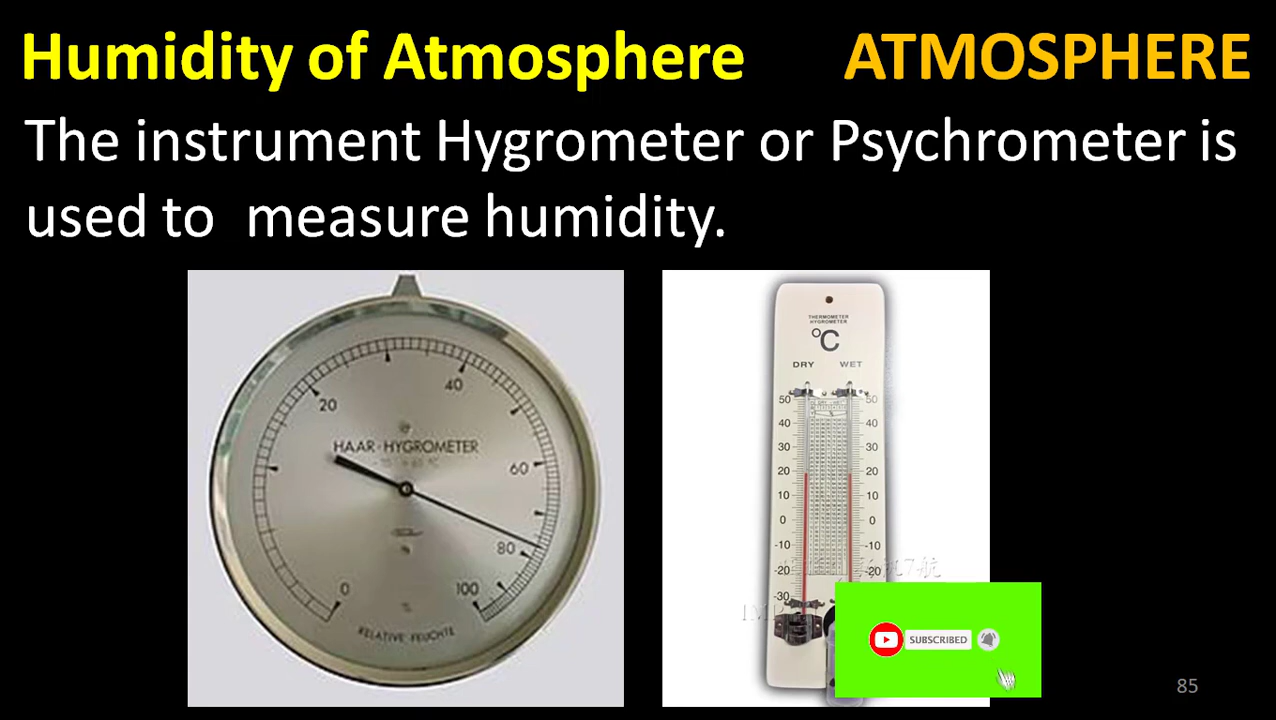 Humidity of Atmosphere ATMOSPHERE
The instrument Hygrometer or Psychrometer is
used to measure humidity.
40
20
HAAR-HYGROMETER
60
80
0 100
RELATIVE FEUCHTE
THERMOMETER
HYGROMETER
°C
DRY WET
50 50
40 40
30 30
20 20
10 10
0 0
-10 -10
-20 -20
-30
SUBSCRIBED
85